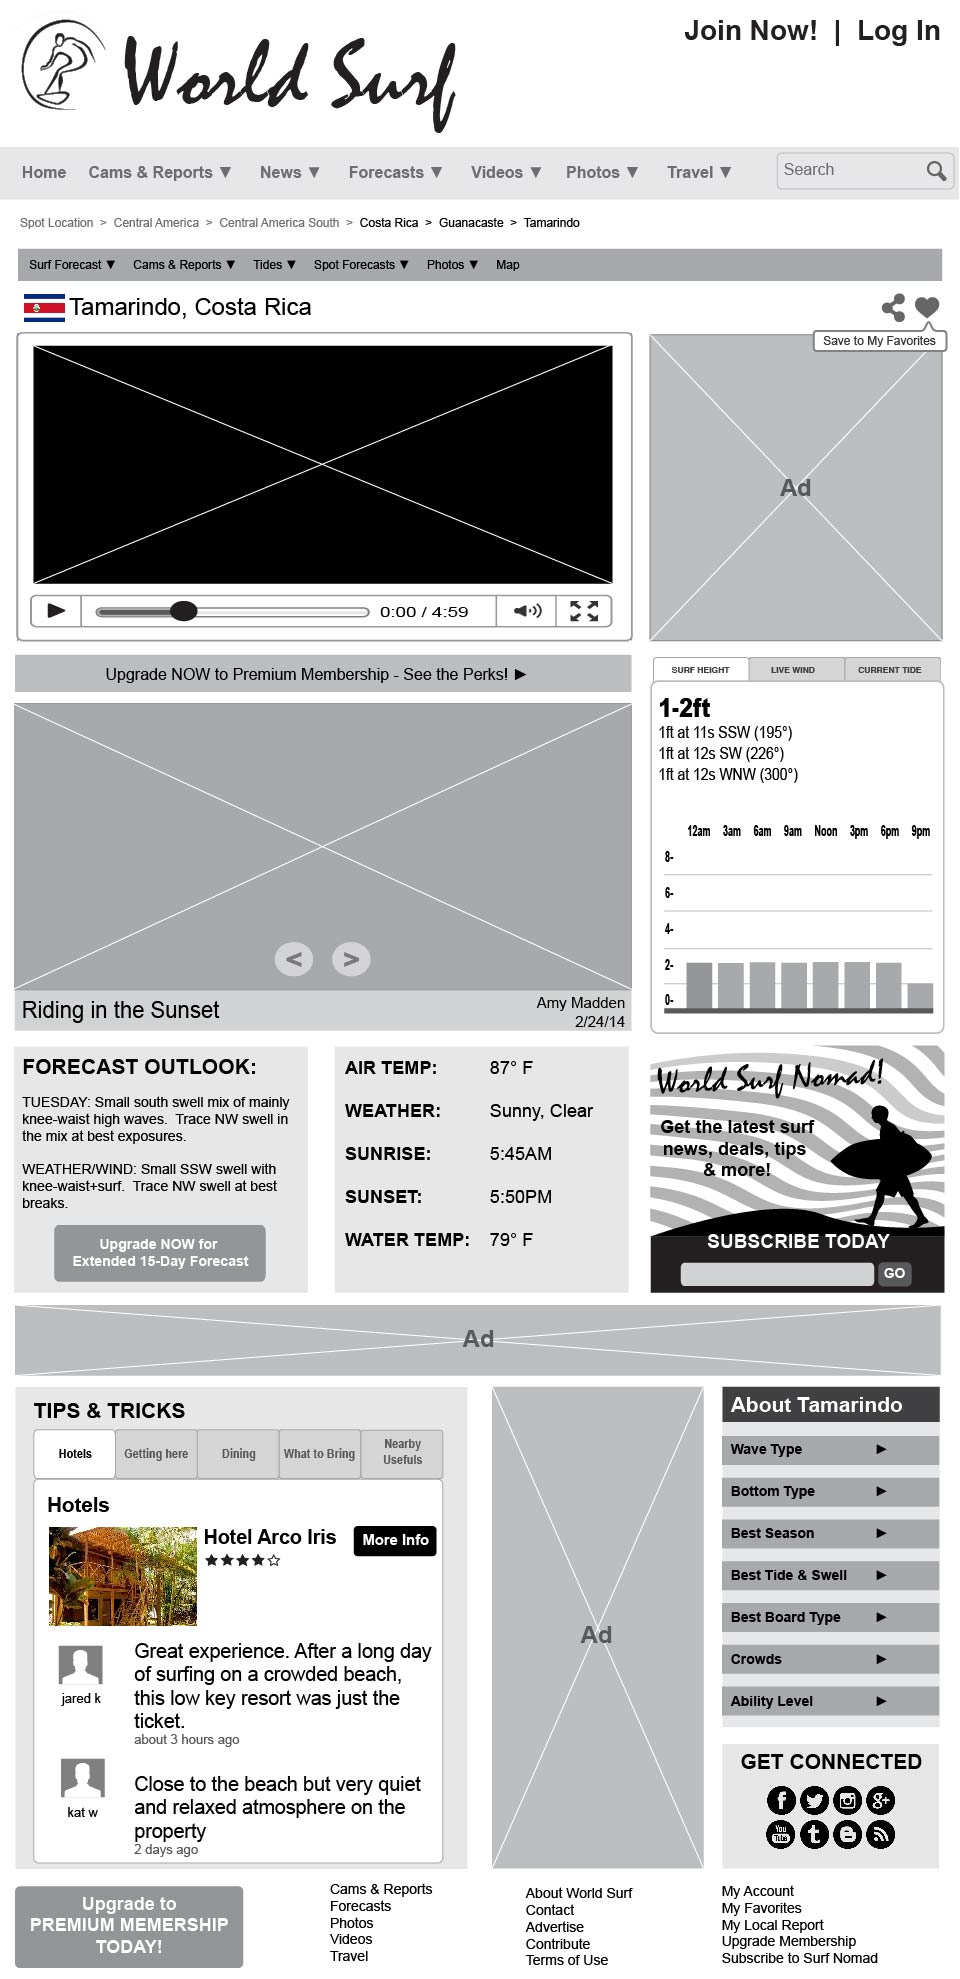 World Surf
Join Now! | Log In
Home Cams & Reports ▼ News ▼ Forecasts ▼ Videos ▼ Photos ▼ Travel ▼ Search
Spot Location > Central America > Central America South > Costa Rica > Guanacaste > Tamarindo
Surf Forecast ▼ Cams & Reports ▼ Tides ▼ Spot Forecasts ▼ Photos ▼ Map
Tamarindo, Costa Rica
Save to My Favorites
Ad
0:00 / 4:59
Upgrade NOW to Premium Membership - See the Perks! ►
< >
Riding in the Sunset
Amy Madden
2/24/14
SURF HEIGHT LIVE WIND CURRENT TIDE
1-2ft
1ft at 11s SSW (195°)
1ft at 12s SW (226°)
1ft at 12s WNW (300°)
12am 3am 6am 9am Noon 3pm 6pm 9pm
8-
6-
4-
2-
0-
FORECAST OUTLOOK:
TUESDAY: Small south swell mix of mainly
knee-waist high waves. Trace NW swell in
the mix at best exposures.
WEATHER/WIND: Small SSW swell with
knee-waist+surf. Trace NW swell at best
breaks.
Upgrade NOW for
Extended 15-Day Forecast
AIR TEMP: 87° F
WEATHER: Sunny, Clear
SUNRISE: 5:45AM
SUNSET: 5:50PM
WATER TEMP: 79° F
World Surf Nomad!
Get the latest surf
news, deals, tips
& more!
SUBSCRIBE TODAY
GO
Ad
TIPS & TRICKS
Hotels Getting here Dining What to Bring Nearby
Usefuls
Hotels
Hotel Arco Iris
More Info
jared k
Great experience. After a long day
of surfing on a crowded beach,
this low key resort was just the
ticket.
about 3 hours ago
kat w
Close to the beach but very quiet
and relaxed atmosphere on the
property
2 days ago
Ad
About Tamarindo
Wave Type ►
Bottom Type ►
Best Season ►
Best Tide & Swell ►
Best Board Type ►
Crowds ►
Ability Level ►
GET CONNECTED
f g+
You
Tube t B
Upgrade to
PREMIUM MEMERSHIP
TODAY!
Cams & Reports
Forecasts
Photos
Videos
Travel
About World Surf
Contact
Advertise
Contribute
Terms of Use
My Account
My Favorites
My Local Report
Upgrade Membership
Subscribe to Surf Nomad